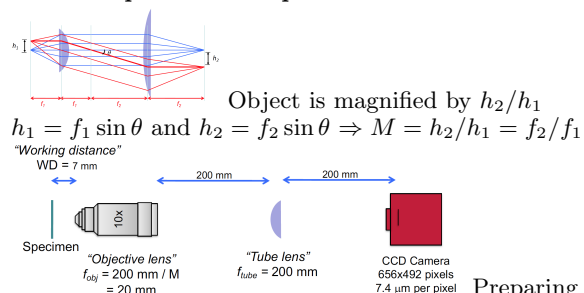 h₁
θ
h₂
f₁ f₁ f₂ f₂
Object is magnified by h₂/h₁
h₁ = f₁ sin θ and h₂ = f₂ sin θ ⇒ M = h₂/h₁ = f₂/f₁
“Working distance”
WD = 7 mm
200 mm
200 mm
10x
Specimen
“Objective lens”
f_obj = 200 mm / M
= 20 mm
“Tube lens”
f_tube = 200 mm
CCD Camera
656x492 pixels
7.4 μm per pixel
Preparing